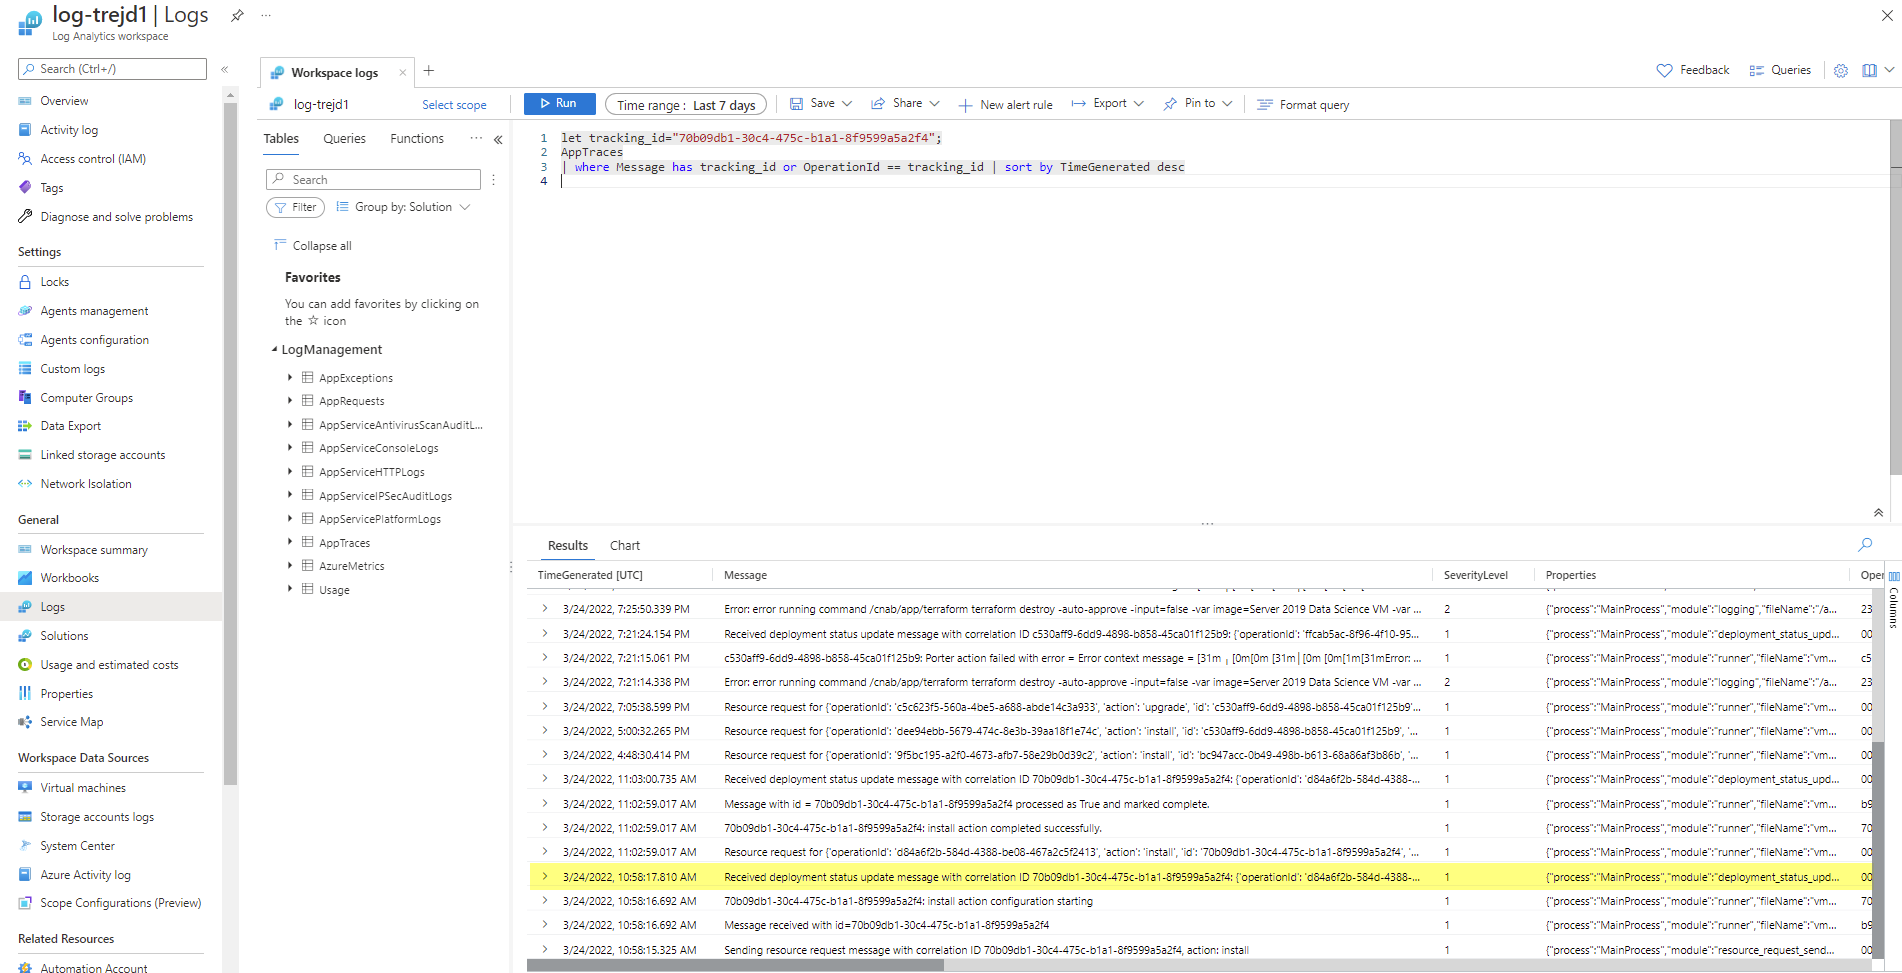 log-trejd1 | Logs
Log Analytics workspace
Search (Ctrl+/)
Overview
Activity log
Access control (IAM)
Tags
Diagnose and solve problems
Settings
Locks
Agents management
Agents configuration
Custom logs
Computer Groups
Data Export
Linked storage accounts
Network Isolation
General
Workspace summary
Workbooks
Logs
Solutions
Usage and estimated costs
Properties
Service Map
Workspace Data Sources
Virtual machines
Storage accounts logs
System Center
Azure Activity log
Scope Configurations (Preview)
Related Resources
Automation Account
Workspace logs
Feedback
Queries
log-trejd1
Select scope
Run
Time range : Last 7 days
Save
Share
New alert rule
Export
Pin to
Format query
Tables
Queries
Functions
Search
Filter
Group by: Solution
Collapse all
Favorites
You can add favorites by clicking on
the ☆ icon
LogManagement
AppExceptions
AppRequests
AppServiceAntivirusScanAuditL...
AppServiceConsoleLogs
AppServiceHTTPLogs
AppServiceIPSecAuditLogs
AppServicePlatformLogs
AppTraces
AzureMetrics
Usage
1 let tracking_id="70b09db1-30c4-475c-b1a1-8f9599a5a2f4";
2 AppTraces
3 | where Message has tracking_id or OperationId == tracking_id | sort by TimeGenerated desc
4
Results
Chart
TimeGenerated [UTC] Message SeverityLevel Properties Oper
Columns
3/24/2022, 7:25:50.339 PM Error: error running command /cnab/app/terraform terraform destroy -auto-approve -input=false -var image=Server 2019 Data Science VM -var ... 2 {"process":"MainProcess","module":"logging","fileName":"/a... 23
3/24/2022, 7:21:24.154 PM Received deployment status update message with correlation ID c530aff9-6dd9-4898-b858-45ca01f125b9: {'operationId': 'ffcab5ac-8f96-4f10-95... 1 {"process":"MainProcess","module":"deployment_status_upd... 00
3/24/2022, 7:21:15.061 PM c530aff9-6dd9-4898-b858-45ca01f125b9: Porter action failed with error = Error context message = [31m ╷ [0m[0m [31m│[0m [0m[1m[31mError: ... 1 {"process":"MainProcess","module":"runner","fileName":"vm... c5
3/24/2022, 7:21:14.338 PM Error: error running command /cnab/app/terraform terraform destroy -auto-approve -input=false -var image=Server 2019 Data Science VM -var ... 2 {"process":"MainProcess","module":"logging","fileName":"/a... 23
3/24/2022, 7:05:38.599 PM Resource request for {'operationId': 'c5c623f5-560a-4be5-a688-abde14c3a933', 'action': 'upgrade', 'id': 'c530aff9-6dd9-4898-b858-45ca01f125b9'... 1 {"process":"MainProcess","module":"runner","fileName":"vm... 00
3/24/2022, 5:00:32.265 PM Resource request for {'operationId': 'dee94ebb-5679-474c-8e3b-39aa18f1e74c', 'action': 'install', 'id': 'c530aff9-6dd9-4898-b858-45ca01f125b9', '... 1 {"process":"MainProcess","module":"runner","fileName":"vm... 00
3/24/2022, 4:48:30.414 PM Resource request for {'operationId': '9f5bc195-a2f0-4673-afb7-58e29b0d39c2', 'action': 'install', 'id': 'bc947acc-0b49-498b-b613-68a86af3b86b', '... 1 {"process":"MainProcess","module":"runner","fileName":"vm... 00
3/24/2022, 11:03:00.735 AM Received deployment status update message with correlation ID 70b09db1-30c4-475c-b1a1-8f9599a5a2f4: {'operationId': 'd84a6f2b-584d-4388-... 1 {"process":"MainProcess","module":"deployment_status_upd... 00
3/24/2022, 11:02:59.017 AM Message with id = 70b09db1-30c4-475c-b1a1-8f9599a5a2f4 processed as True and marked complete. 1 {"process":"MainProcess","module":"runner","fileName":"vm... b9
3/24/2022, 11:02:59.017 AM 70b09db1-30c4-475c-b1a1-8f9599a5a2f4: install action completed successfully. 1 {"process":"MainProcess","module":"runner","fileName":"vm... 70
3/24/2022, 11:02:59.017 AM Resource request for {'operationId': 'd84a6f2b-584d-4388-be08-467a2c5f2413', 'action': 'install', 'id': '70b09db1-30c4-475c-b1a1-8f9599a5a2f4', '... 1 {"process":"MainProcess","module":"runner","fileName":"vm... 00
3/24/2022, 10:58:17.810 AM Received deployment status update message with correlation ID 70b09db1-30c4-475c-b1a1-8f9599a5a2f4: {'operationId': 'd84a6f2b-584d-4388-... 1 {"process":"MainProcess","module":"deployment_status_upd... 00
3/24/2022, 10:58:16.692 AM 70b09db1-30c4-475c-b1a1-8f9599a5a2f4: install action configuration starting 1 {"process":"MainProcess","module":"runner","fileName":"vm... 70
3/24/2022, 10:58:16.692 AM Message received with id=70b09db1-30c4-475c-b1a1-8f9599a5a2f4 1 {"process":"MainProcess","module":"runner","fileName":"vm... b9
3/24/2022, 10:58:15.325 AM Sending resource request message with correlation ID 70b09db1-30c4-475c-b1a1-8f9599a5a2f4, action: install 1 {"process":"MainProcess","module":"resource_request_send... 00